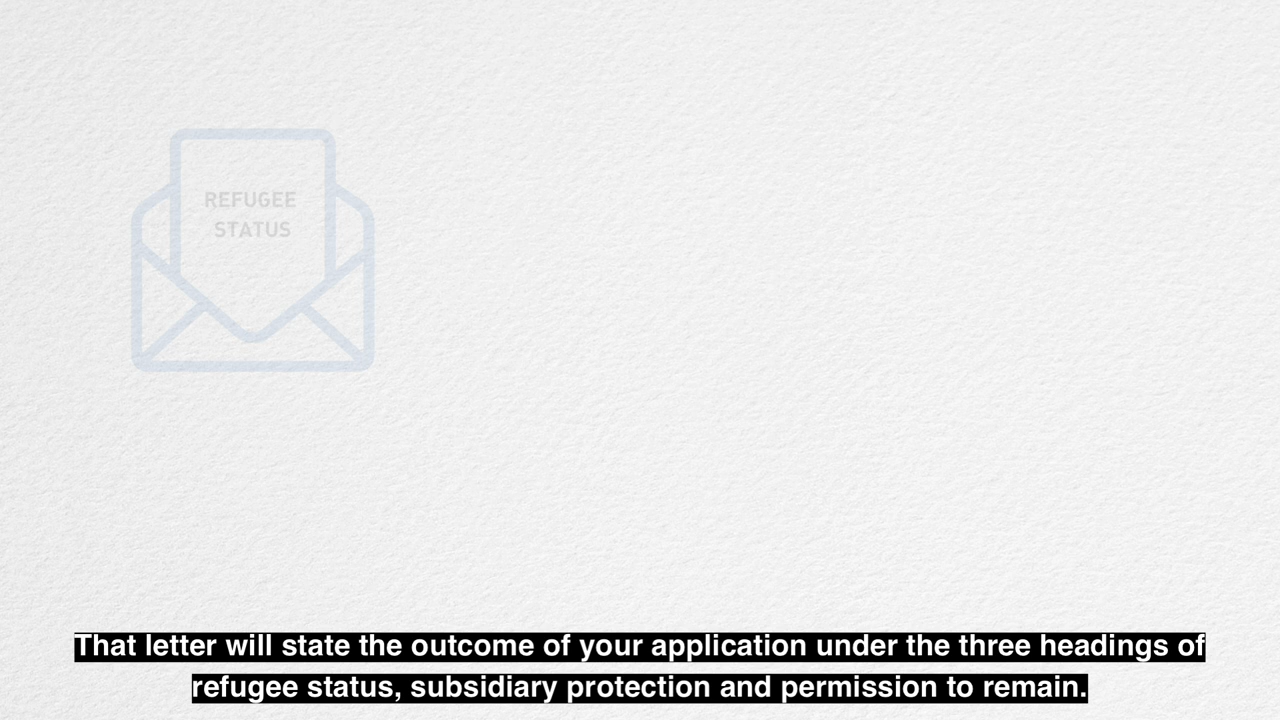 REFUGEE
STATUS
That letter will state the outcome of your application under the three headings of
refugee status, subsidiary protection and permission to remain.